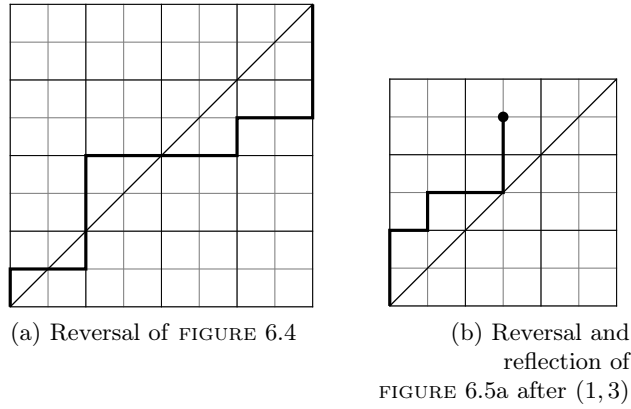 (a) Reversal of FIGURE 6.4
(b) Reversal and
reflection of
FIGURE 6.5a after (1, 3)